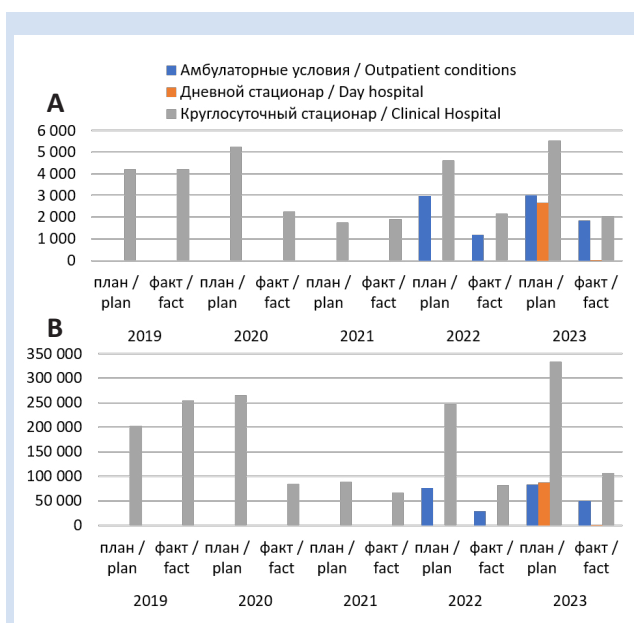 Амбулаторные условия / Outpatient conditions
Дневной стационар / Day hospital
Круглосуточный стационар / Clinical Hospital
A
6 000
5 000
4 000
3 000
2 000
1 000
0
план / факт / план / факт / план / факт / план / факт / план / факт /
plan fact plan fact plan fact plan fact plan fact
2019 2020 2021 2022 2023
B
350 000
300 000
250 000
200 000
150 000
100 000
50 000
0
план / факт / план / факт / план / факт / план / факт / план / факт /
plan fact plan fact plan fact plan fact plan fact
2019 2020 2021 2022 2023